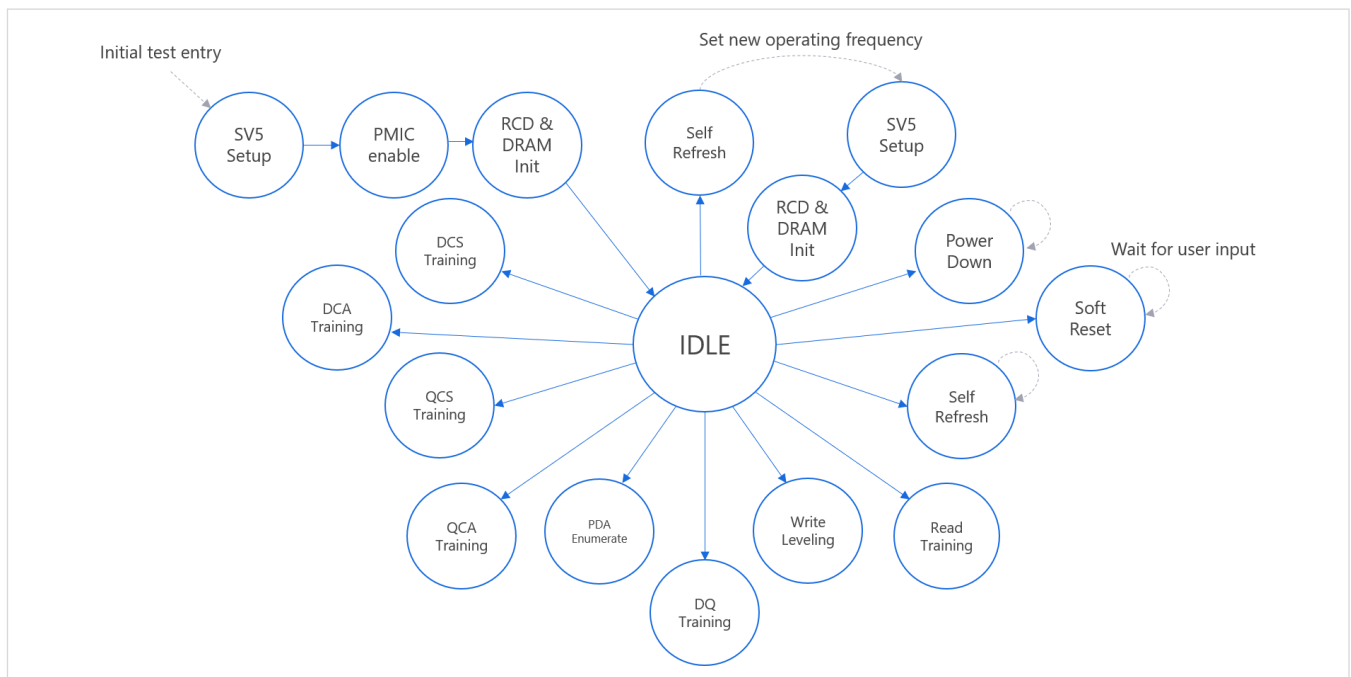 Initial test entry
Set new operating frequency
SV5
Setup
PMIC
enable
RCD &
DRAM
Init
Self
Refresh
SV5
Setup
RCD &
DRAM
Init
DCS
Training
Power
Down
Wait for user input
DCA
Training
IDLE
Soft
Reset
QCS
Training
Self
Refresh
QCA
Training
PDA
Enumerate
Write
Leveling
Read
Training
DQ
Training